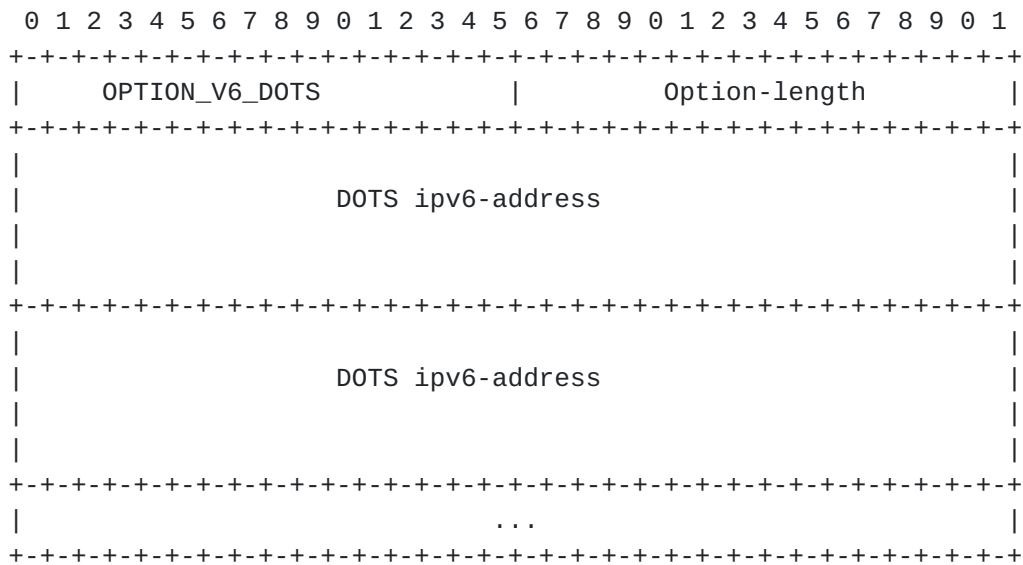 0 1 2 3 4 5 6 7 8 9 0 1 2 3 4 5 6 7 8 9 0 1 2 3 4 5 6 7 8 9 0 1
+-+-+-+-+-+-+-+-+-+-+-+-+-+-+-+-+-+-+-+-+-+-+-+-+-+-+-+-+-+-+-+-+
|     OPTION_V6_DOTS            |         Option-length         |
+-+-+-+-+-+-+-+-+-+-+-+-+-+-+-+-+-+-+-+-+-+-+-+-+-+-+-+-+-+-+-+-+
|                                                               |
|                    DOTS ipv6-address                          |
|                                                               |
|                                                               |
+-+-+-+-+-+-+-+-+-+-+-+-+-+-+-+-+-+-+-+-+-+-+-+-+-+-+-+-+-+-+-+-+
|                                                               |
|                    DOTS ipv6-address                          |
|                                                               |
|                                                               |
+-+-+-+-+-+-+-+-+-+-+-+-+-+-+-+-+-+-+-+-+-+-+-+-+-+-+-+-+-+-+-+-+
|                              ...                              |
+-+-+-+-+-+-+-+-+-+-+-+-+-+-+-+-+-+-+-+-+-+-+-+-+-+-+-+-+-+-+-+-+